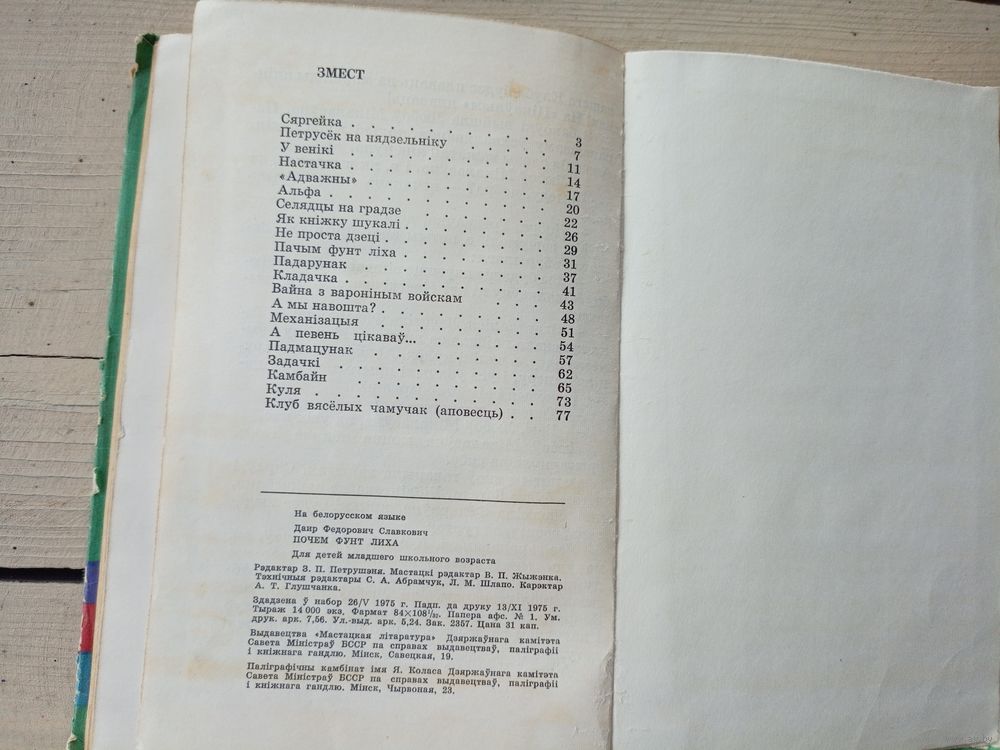 ЗМЕСТ
Сяргейка . . . . . . . . . . 3
Петрусёк на нядзельніку . . . . 7
У венікі . . . . . . . . . . 11
Настачка . . . . . . . . . . 14
«Адважны» . . . . . . . . . 17
Альфа . . . . . . . . . . . 20
Селядцы на градзе . . . . . . 22
Як кніжку шукалі . . . . . . . 26
Не проста дзеці . . . . . . . . 29
Пачым фунт ліха . . . . . . . 31
Падарунак . . . . . . . . . 37
Кладачка . . . . . . . . . . 41
Вайна з варониным войскам . . . 43
А мы навошта? . . . . . . . . 48
Механізацыя . . . . . . . . 51
А певень цікаваў... . . . . . . 54
Падмацунак . . . . . . . . . 57
Задачкі . . . . . . . . . . 62
Камбайн . . . . . . . . . . 65
Куля . . . . . . . . . . . 73
Клуб вясёлых чамучак (аповесць) . . 77
На белорусском языке
Даир Федорович Славкович
ПОЧЕМ ФУНТ ЛИХА
Для детей младшего школьного возраста
Рэдактар З. П. Петрушэня. Мастацкі рэдактар В. П. Жыжэнка.
Тэхнічныя рэдактары С. А. Абрамчук, Л. М. Шлапо. Карэктар
А. Т. Глушчанка.
Здадзена ў набор 26/V 1975 г. Падп. да друку 13/XI 1975 г.
Тыраж 14 000 экз. Фармат 84×108¹/₃₂. Папера афс. № 1. Ум.
друк. арк. 7,56. Ул.-выд. арк. 5,24. Зак. 2357. Цана 31 кап.
Выдавецтва «Мастацкая літаратура» Дзяржаўнага камітэта
Савета Міністраў БССР па справах выдавецтваў, паліграфіі
і кніжнага гандлю. Мінск, Савецкая, 19.
Паліграфічны камбінат імя Я. Коласа Дзяржаўнага камітэта
Савета Міністраў БССР па справах выдавецтваў, паліграфіі
і кніжнага гандлю. Мінск, Чырвоная, 23.